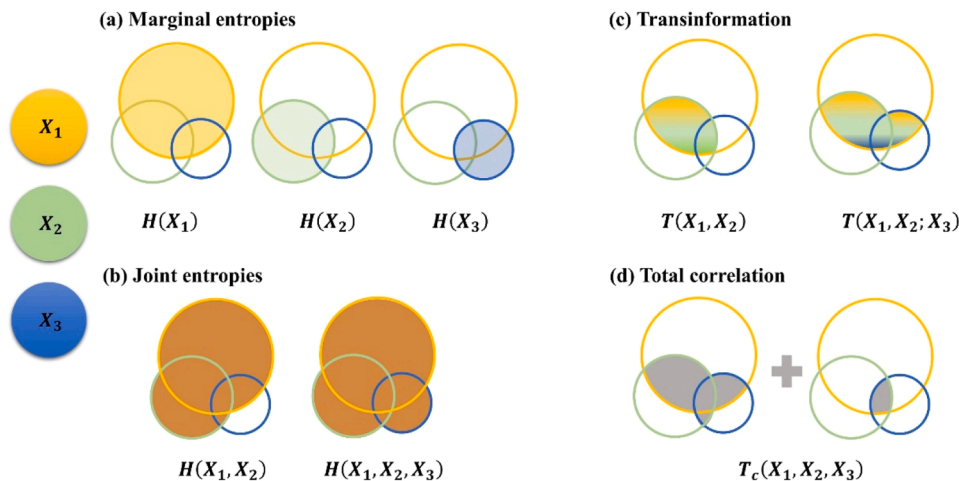 (a) Marginal entropies
(c) Transinformation
X₁
X₂
X₃
H(X₁)
H(X₂)
H(X₃)
T(X₁, X₂)
T(X₁, X₂; X₃)
(b) Joint entropies
(d) Total correlation
H(X₁, X₂)
H(X₁, X₂, X₃)
T_c(X₁, X₂, X₃)